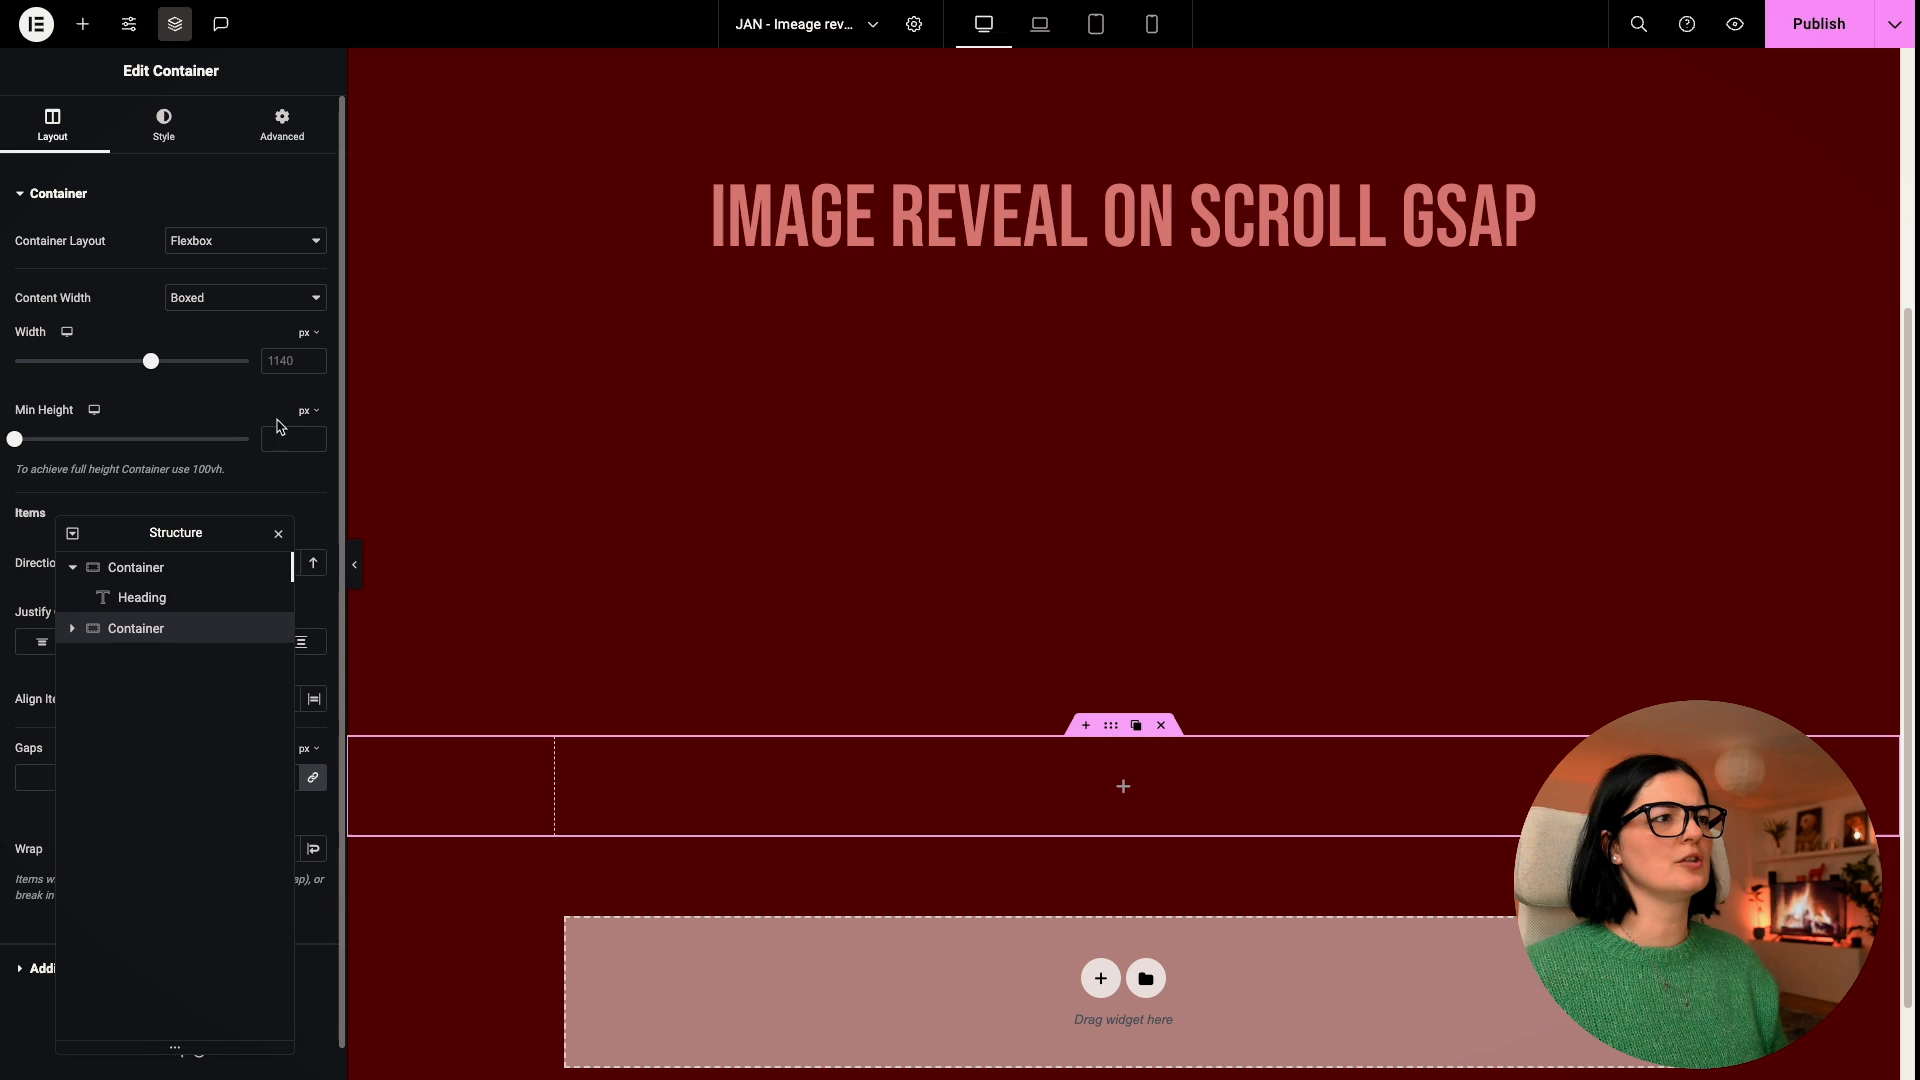 JAN - Imeage rev...
Publish
Edit Container
Layout
Style
Advanced
Container
Container Layout
Flexbox
Content Width
Boxed
Width
px
1140
Min Height
px
To achieve full height Container use 100vh.
Items
Structure
Directio
Container
Heading
Justify
Container
Align Ite
Gaps
px
Wrap
Items w
ap), or
break in
Addi
IMAGE REVEAL ON SCROLL GSAP
Drag widget here